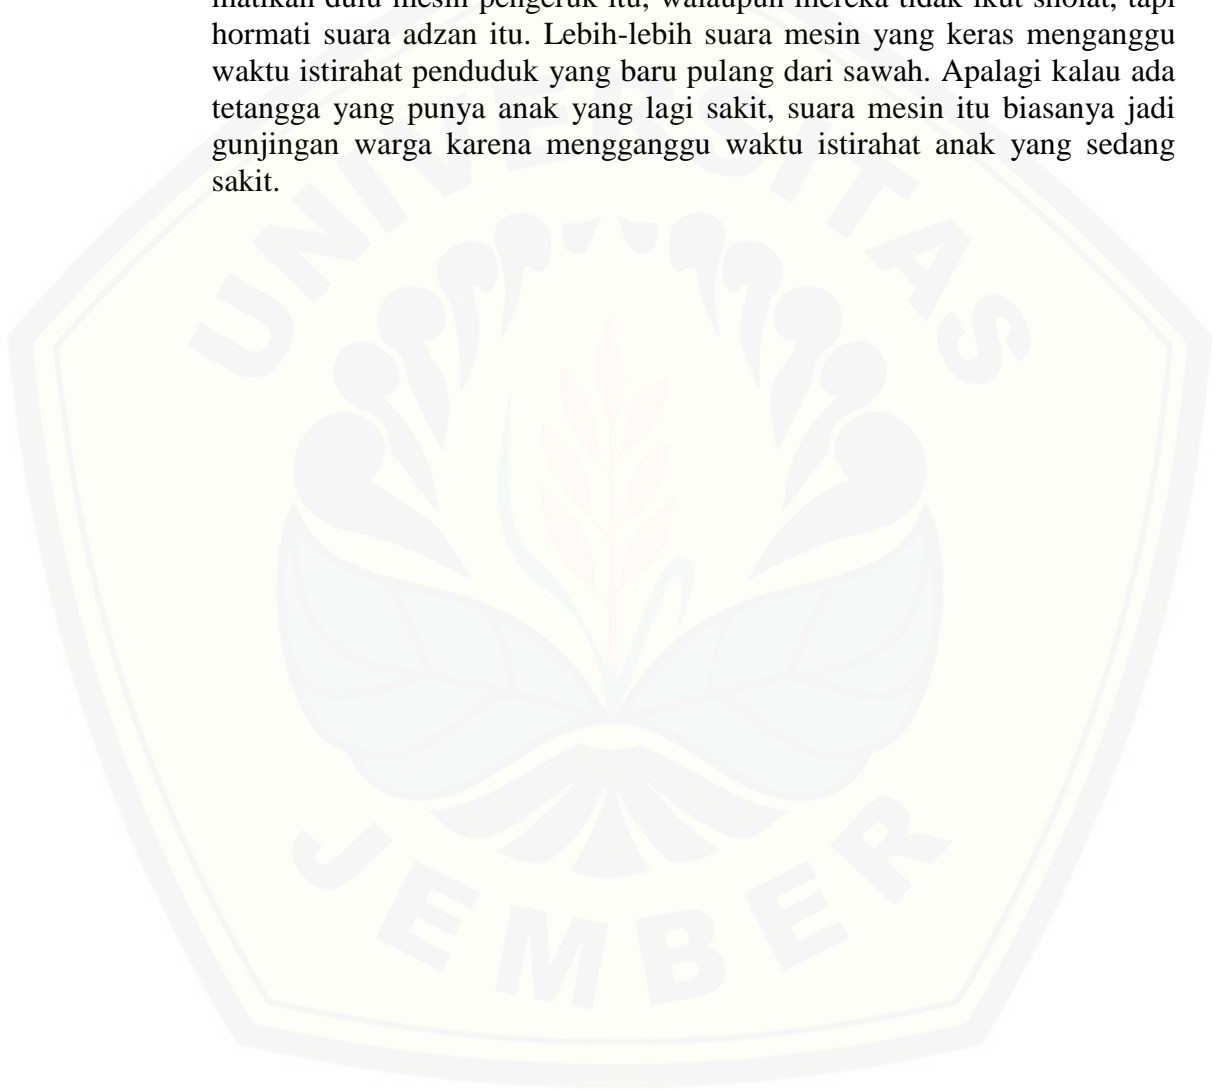 matikan dulu mesin pengeruk itu, walaupun mereka tidak ikut sholat, tapi
hormati suara adzan itu. Lebih-lebih suara mesin yang keras menganggu
waktu istirahat penduduk yang baru pulang dari sawah. Apalagi kalau ada
tetangga yang punya anak yang lagi sakit, suara mesin itu biasanya jadi
gunjingan warga karena mengganggu waktu istirahat anak yang sedang
sakit.
UNIVERSITAS
JEMBER